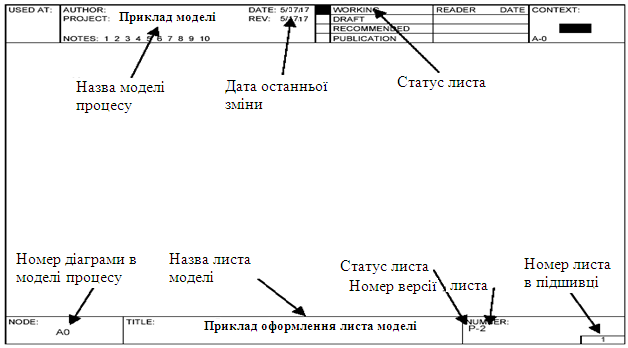 USED AT: AUTHOR: DATE: 5/07/17 WORKING READER DATE CONTEXT:
PROJECT: Приклад моделі REV: 5/07/17 DRAFT
RECOMMENDED
NOTES: 1 2 3 4 5 6 7 8 9 10 PUBLICATION A-0
Назва моделі
процесу
Дата останньої
зміни
Статус листа
Номер діаграми в
моделі процесу
Назва листа
моделі
Статус листа
Номер версії листа
Номер листа
в підшивці
NODE: TITLE: NUMBER:
A0 Приклад оформлення листа моделі P-2
1